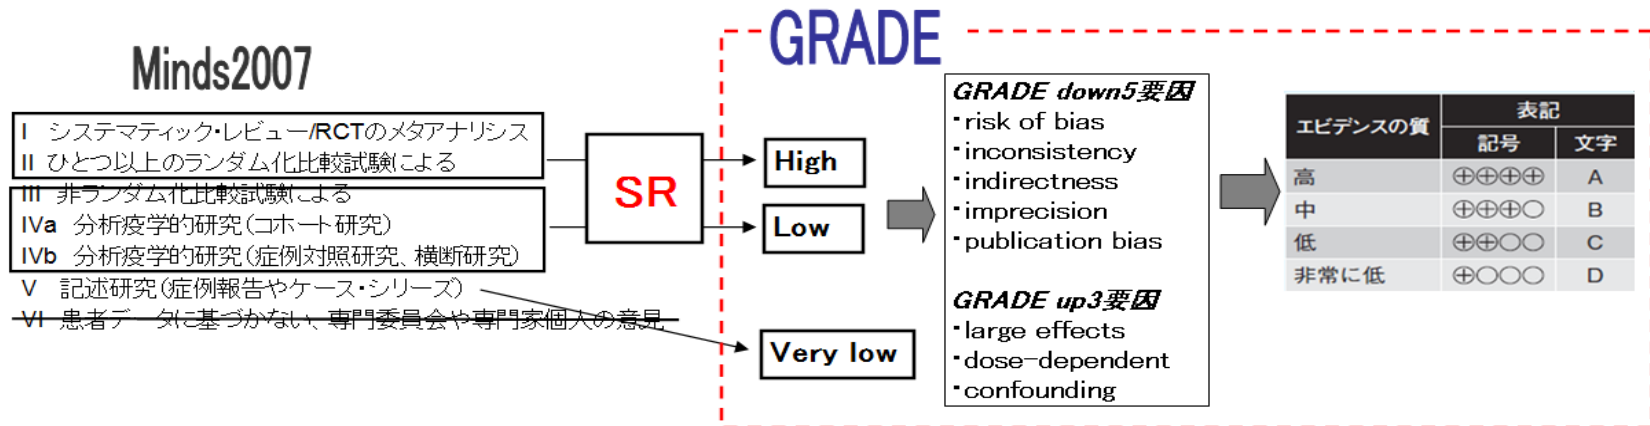 Minds2007
I システマティック・レビュー/RCTのメタアナリシス
II ひとつ以上のランダム化比較試験による
III 非ランダム化比較試験による
IVa 分析疫学的研究(コホート研究)
IVb 分析疫学的研究(症例対照研究、横断研究)
V 記述研究(症例報告やケース・シリーズ)
VI 患者データに基づかない、専門委員会や専門家個人の意見
SR
GRADE
High
Low
Very low
GRADE down5要因
・risk of bias
・inconsistency
・indirectness
・imprecision
・publication bias
GRADE up3要因
・large effects
・dose-dependent
・confounding
エビデンスの質 表記
記号 文字
高 ⊕⊕⊕⊕ A
中 ⊕⊕⊕○ B
低 ⊕⊕○○ C
非常に低 ⊕○○○ D